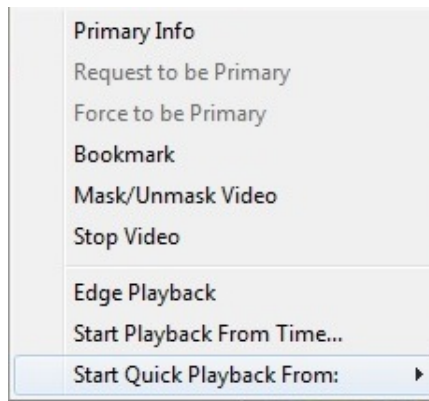 Primary Info
Request to be Primary
Force to be Primary
Bookmark
Mask/Unmask Video
Stop Video
Edge Playback
Start Playback From Time...
Start Quick Playback From: